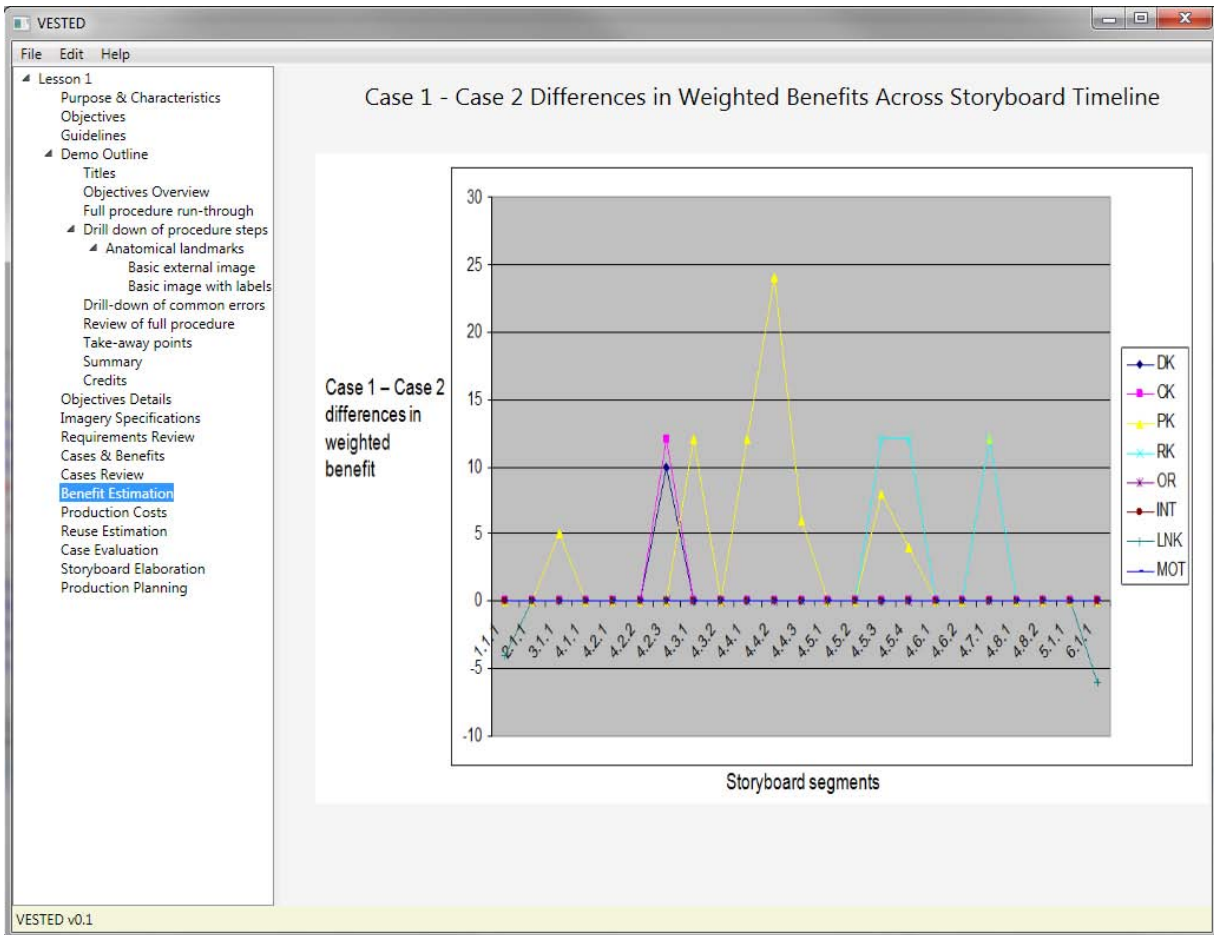 VESTED
File Edit Help
Lesson 1
Purpose & Characteristics
Objectives
Guidelines
Demo Outline
Titles
Objectives Overview
Full procedure run-through
Drill down of procedure steps
Anatomical landmarks
Basic external image
Basic image with labels
Drill-down of common errors
Review of full procedure
Take-away points
Summary
Credits
Objectives Details
Imagery Specifications
Requirements Review
Cases & Benefits
Cases Review
Benefit Estimation
Production Costs
Reuse Estimation
Case Evaluation
Storyboard Elaboration
Production Planning
Case 1 - Case 2 Differences in Weighted Benefits Across Storyboard Timeline
Case 1 – Case 2
differences in
weighted
benefit
30
25
20
15
10
5
0
-5
-10
1.1.1 2.1.1 3.1.1 4.1.1 4.2.1 4.2.2 4.2.3 4.3.1 4.3.2 4.4.1 4.4.2 4.4.3 4.5.1 4.5.2 4.5.3 4.5.4 4.6.1 4.6.2 4.7.1 4.8.1 4.8.2 5.1.1 6.1.1
Storyboard segments
DK
CK
PK
RK
OR
INT
LNK
MOT
VESTED v0.1